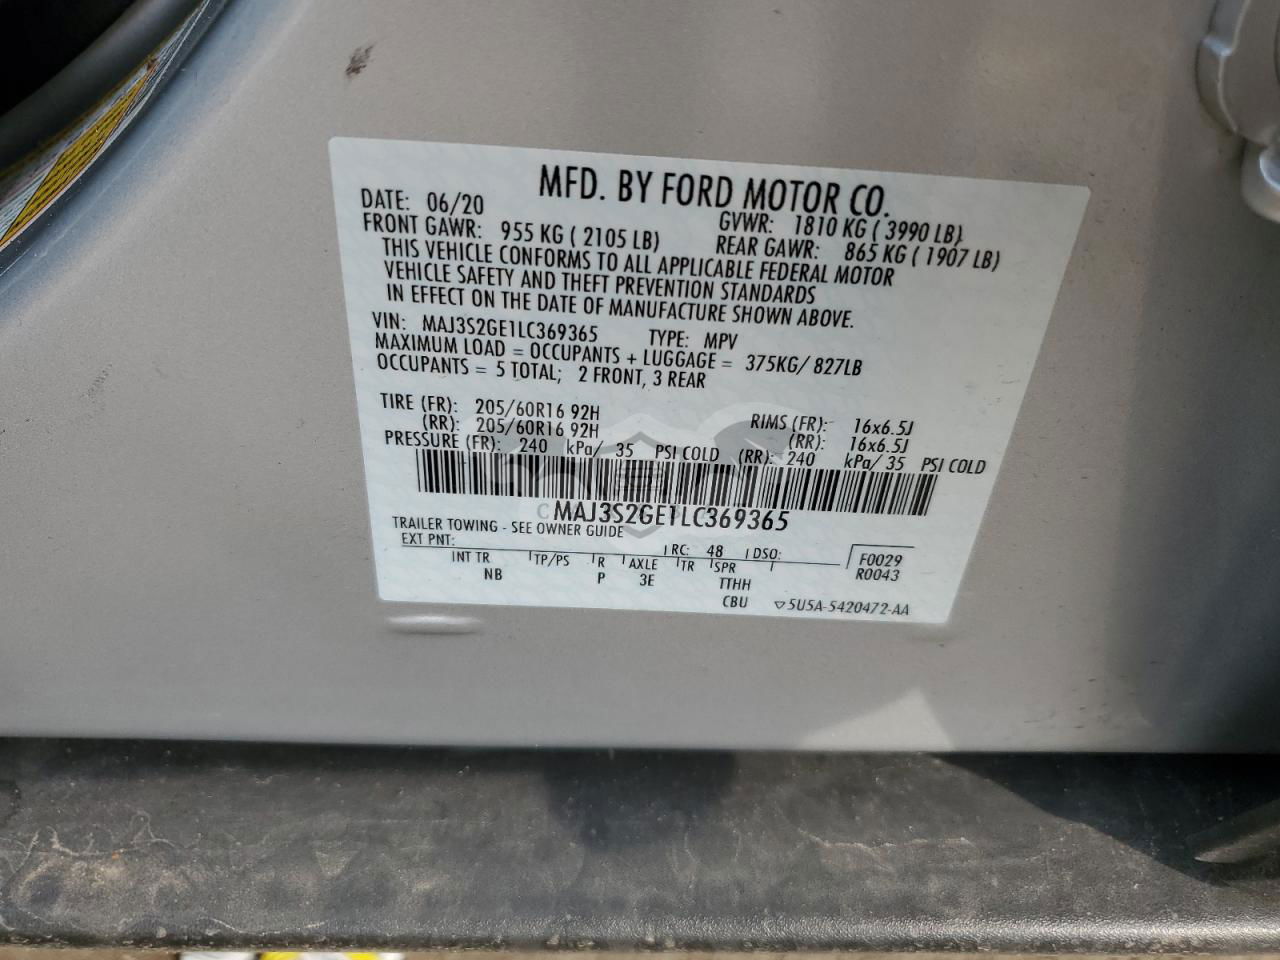 MFD. BY FORD MOTOR CO.
DATE: 06/20 GVWR: 1810 KG ( 3990 LB)
FRONT GAWR: 955 KG ( 2105 LB) REAR GAWR: 865 KG ( 1907 LB)
THIS VEHICLE CONFORMS TO ALL APPLICABLE FEDERAL MOTOR
VEHICLE SAFETY AND THEFT PREVENTION STANDARDS
IN EFFECT ON THE DATE OF MANUFACTURE SHOWN ABOVE.
VIN: MAJ3S2GE1LC369365 TYPE: MPV
MAXIMUM LOAD = OCCUPANTS + LUGGAGE = 375KG/ 827LB
OCCUPANTS = 5 TOTAL; 2 FRONT, 3 REAR
TIRE (FR): 205/60R16 92H RIMS (FR): 16x6.5J
(RR): 205/60R16 92H (RR): 16x6.5J
PRESSURE (FR): 240 kPa/ 35 PSI COLD (RR): 240 kPa/ 35 PSI COLD
MAJ3S2GE1LC369365
TRAILER TOWING - SEE OWNER GUIDE
EXT PNT: RC: 48 DSO: F0029
INT TR TP/PS R AXLE TR SPR R0043
NB P 3E TTHH
CBU 5U5A-5420472-AA